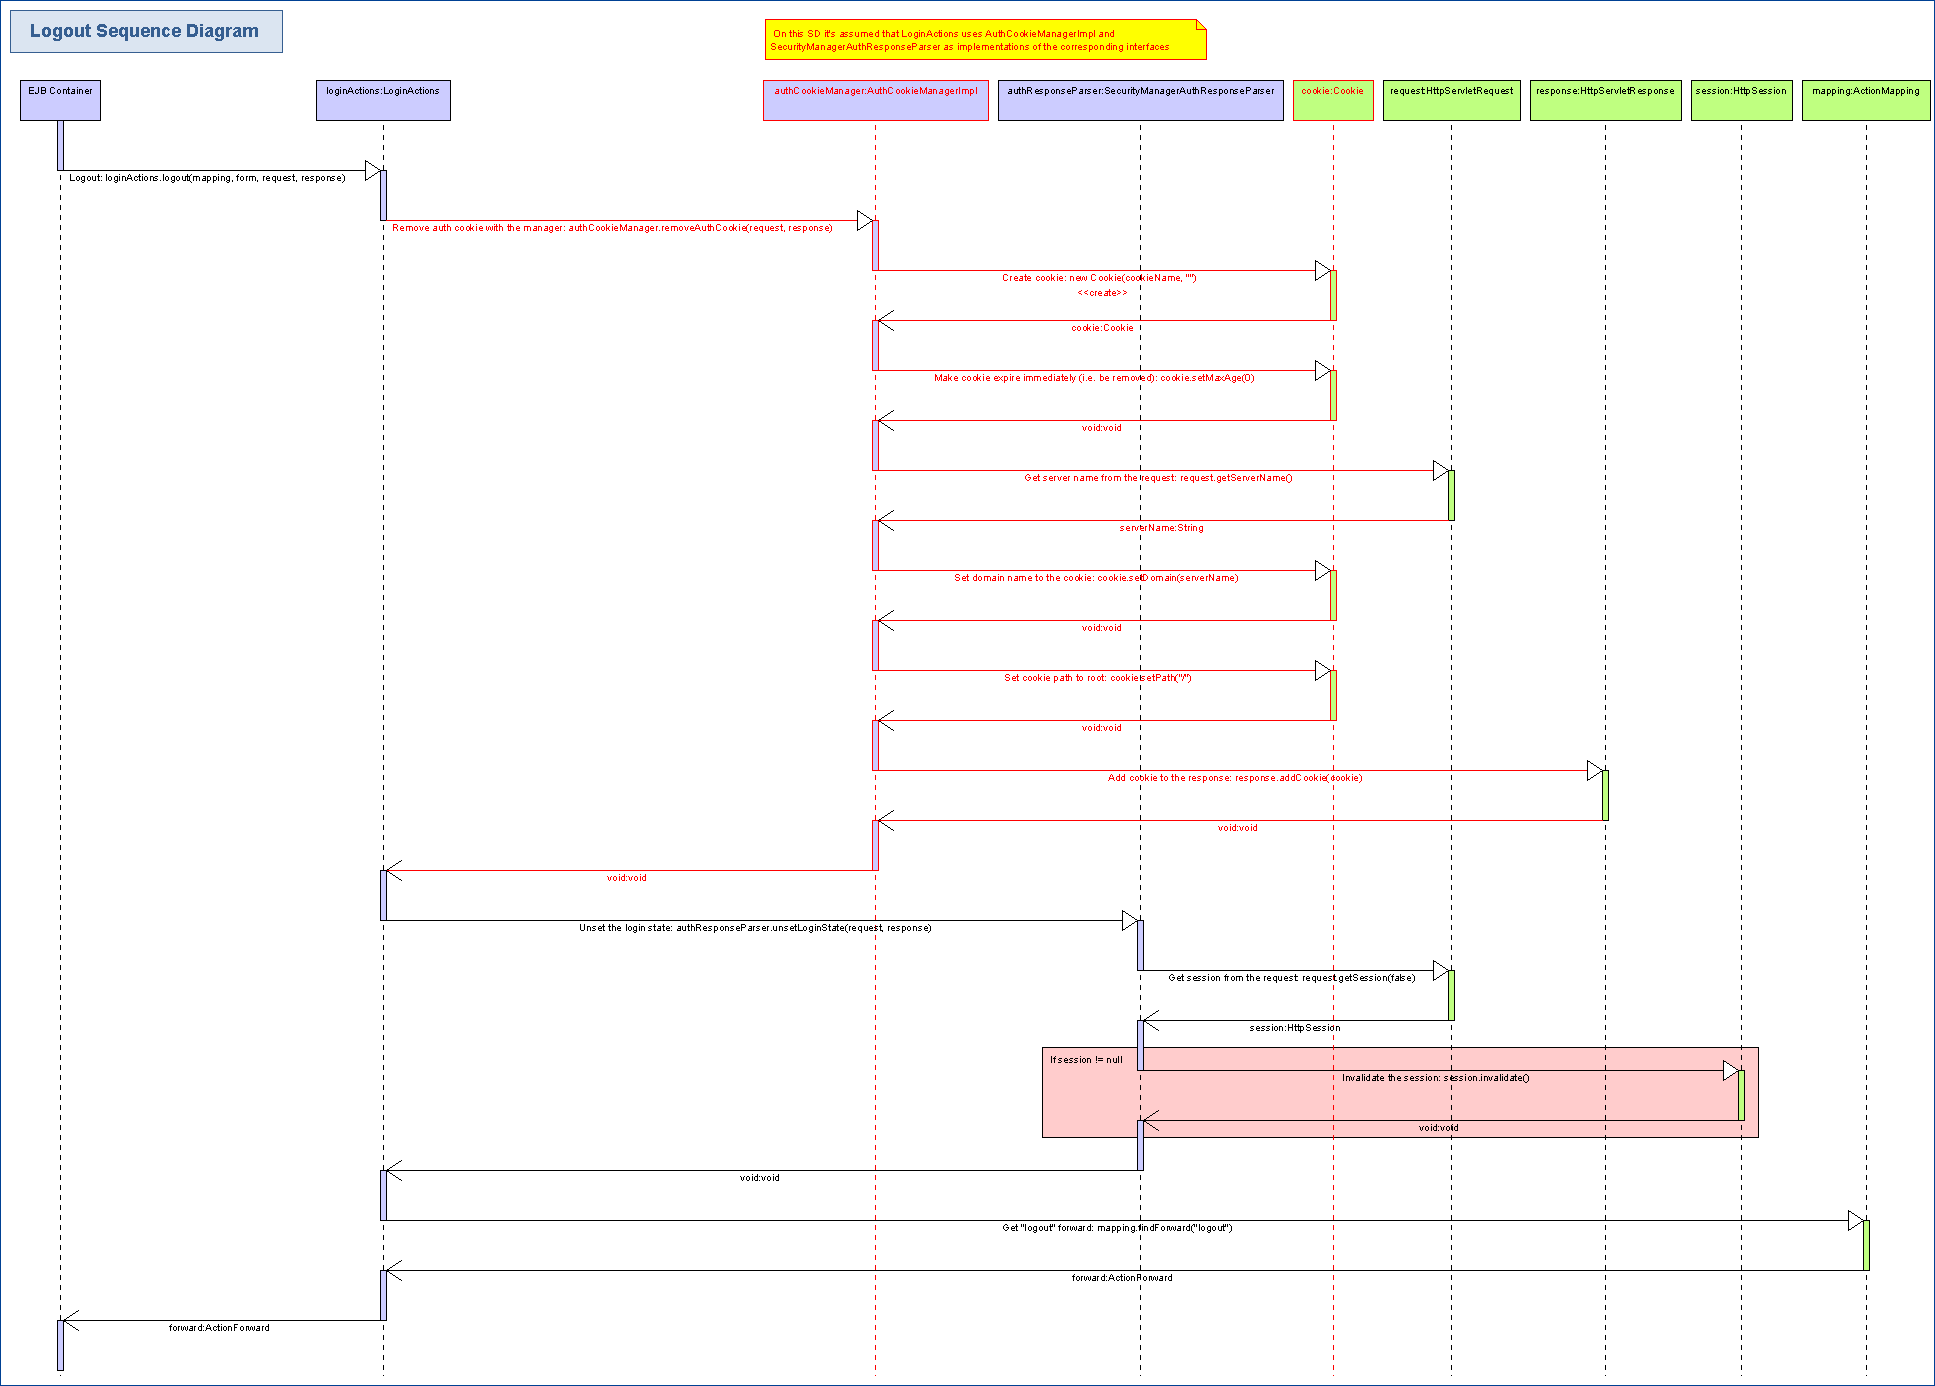 Logout Sequence Diagram
On this SD it's assumed that LoginActions uses AuthCookieManagerImpl and
SecurityManagerAuthResponseParser as implementations of the corresponding interfaces
EJB Container
loginActions:LoginActions
authCookieManager:AuthCookieManagerImpl
authResponseParser:SecurityManagerAuthResponseParser
cookie:Cookie
request:HttpServletRequest
response:HttpServletResponse
session:HttpSession
mapping:ActionMapping
Logout: loginActions.logout(mapping, form, request, response)
Remove auth cookie with the manager: authCookieManager.removeAuthCookie(request, response)
Create cookie: new Cookie(cookieName, "")
<<create>>
cookie:Cookie
Make cookie expire immediately (i.e. be removed): cookie.setMaxAge(0)
void:void
Get server name from the request: request.getServerName()
serverName:String
Set domain name to the cookie: cookie.setDomain(serverName)
void:void
Set cookie path to root: cookie.setPath("/")
void:void
Add cookie to the response: response.addCookie(cookie)
void:void
void:void
Unset the login state: authResponseParser.unsetLoginState(request, response)
Get session from the request: request.getSession(false)
session:HttpSession
If session != null
Invalidate the session: session.invalidate()
void:void
void:void
Get "logout" forward: mapping.findForward("logout")
forward:ActionForward
forward:ActionForward